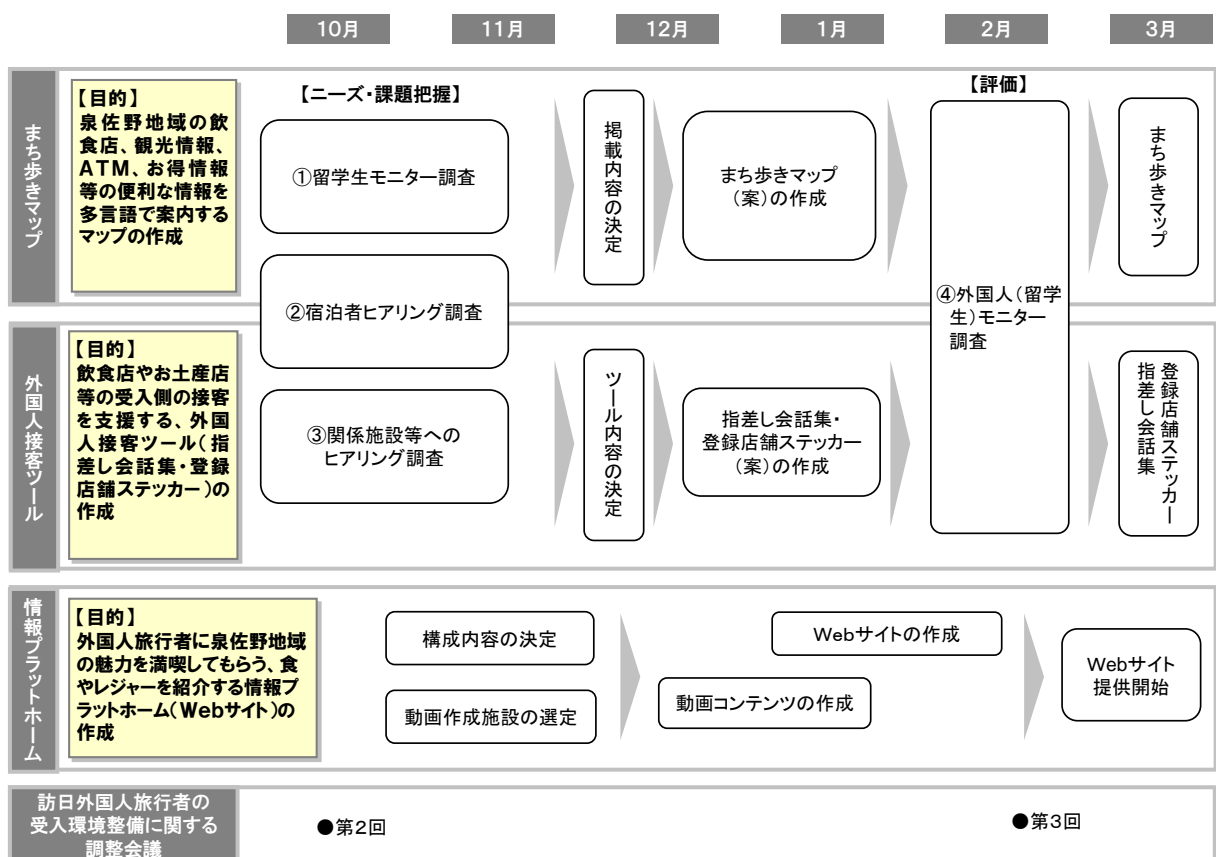 10月
11月
12月
1月
2月
3月
まち歩きマップ
【目的】
泉佐野地域の飲
食店、観光情報、
ATM、お得情報
等の便利な情報を
多言語で案内する
マップの作成
【ニーズ・課題把握】
①留学生モニター調査
掲載内容の決定
まち歩きマップ
(案)の作成
【評価】
まち歩きマップ
②宿泊者ヒアリング調査
④外国人(留学
生)モニター
調査
外国人接客ツール
【目的】
飲食店やお土産店
等の受入側の接客
を支援する、外国
人接客ツール(指
差し会話集・登録
店舗ステッカー)の
作成
③関係施設等への
ヒアリング調査
ツール内容の決定
指差し会話集・
登録店舗ステッカー
(案)の作成
登録店舗ステッカー
指差し会話集
情報プラットホーム
【目的】
外国人旅行者に泉佐野地域
の魅力を満喫してもらう、食
やレジャーを紹介する情報プ
ラットホーム(Webサイト)の
作成
構成内容の決定
動画作成施設の選定
Webサイトの作成
動画コンテンツの作成
Webサイト
提供開始
訪日外国人旅行者の
受入環境整備に関する
調整会議
●第2回
●第3回